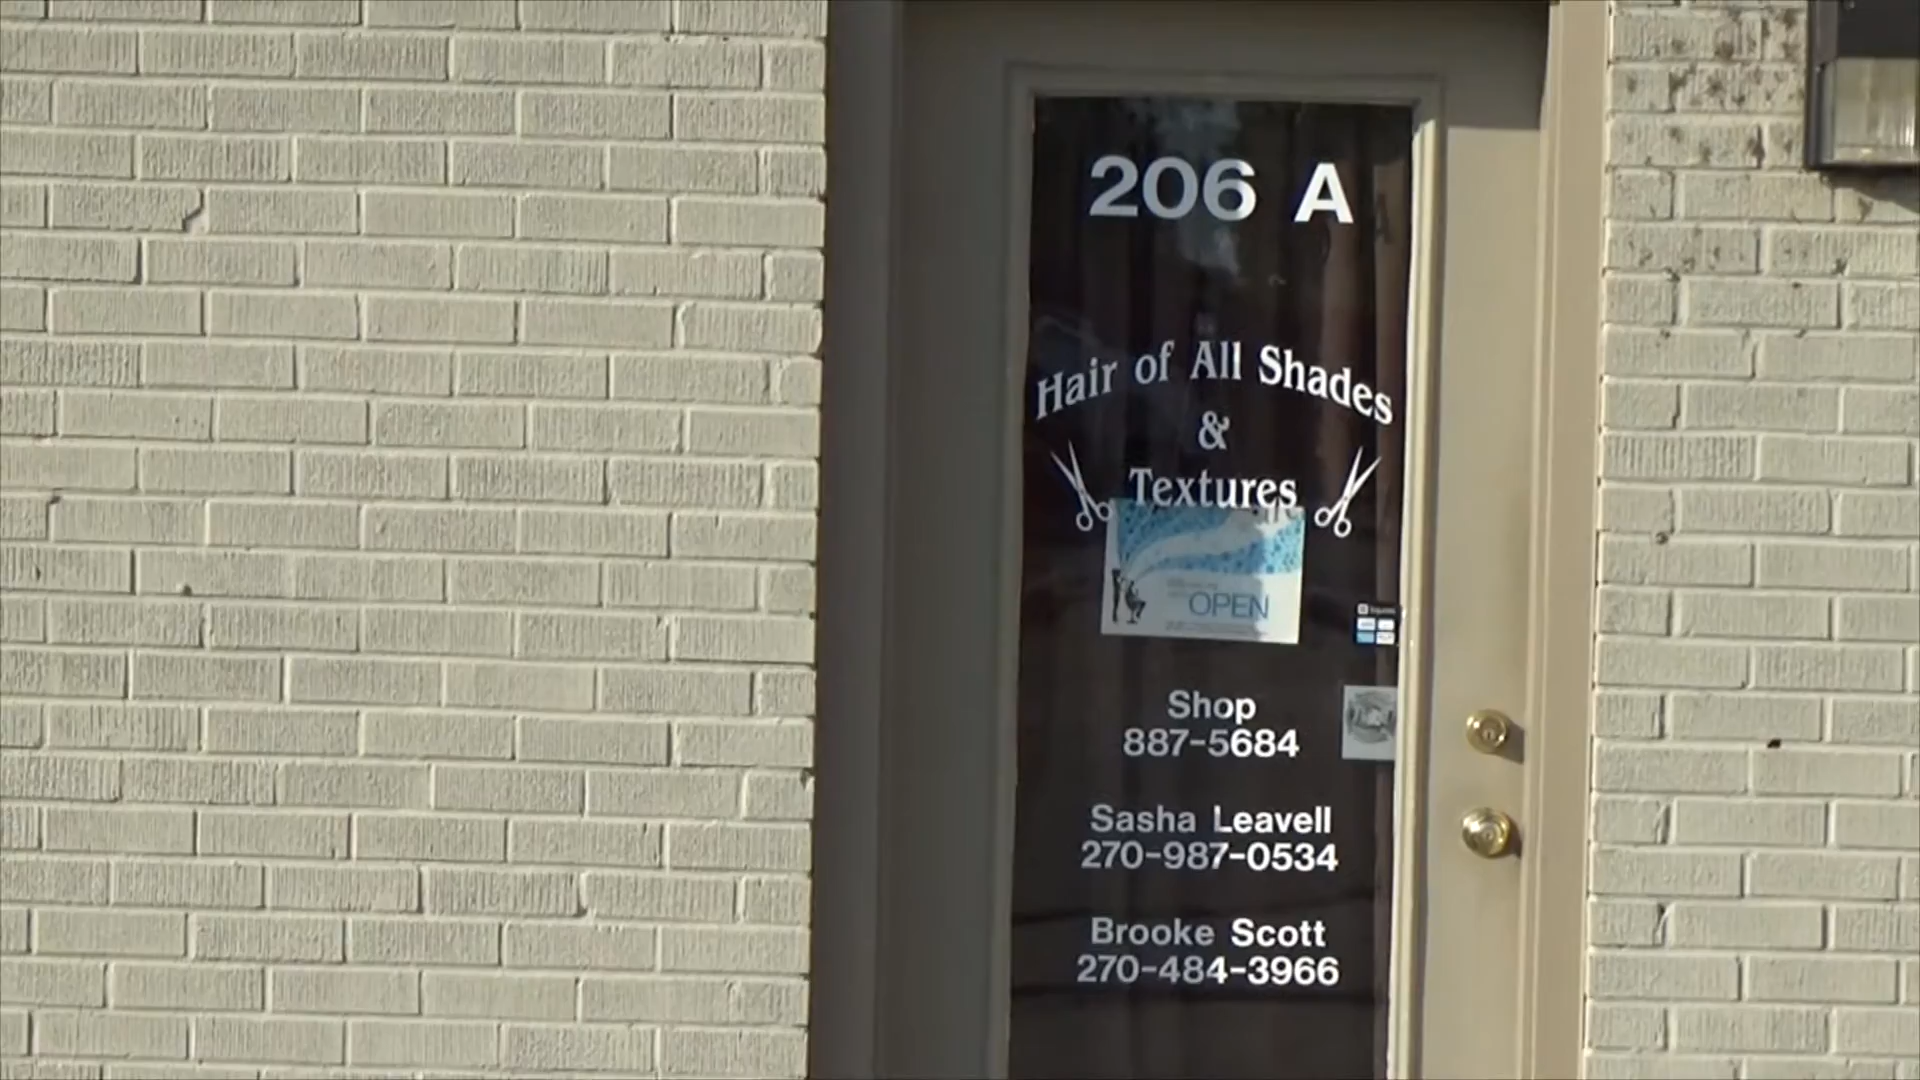 206 A
Hair of All Shades
&
Textures
OPEN
Shop
887-5684
Sasha Leavell
270-987-0534
Brooke Scott
270-484-3966